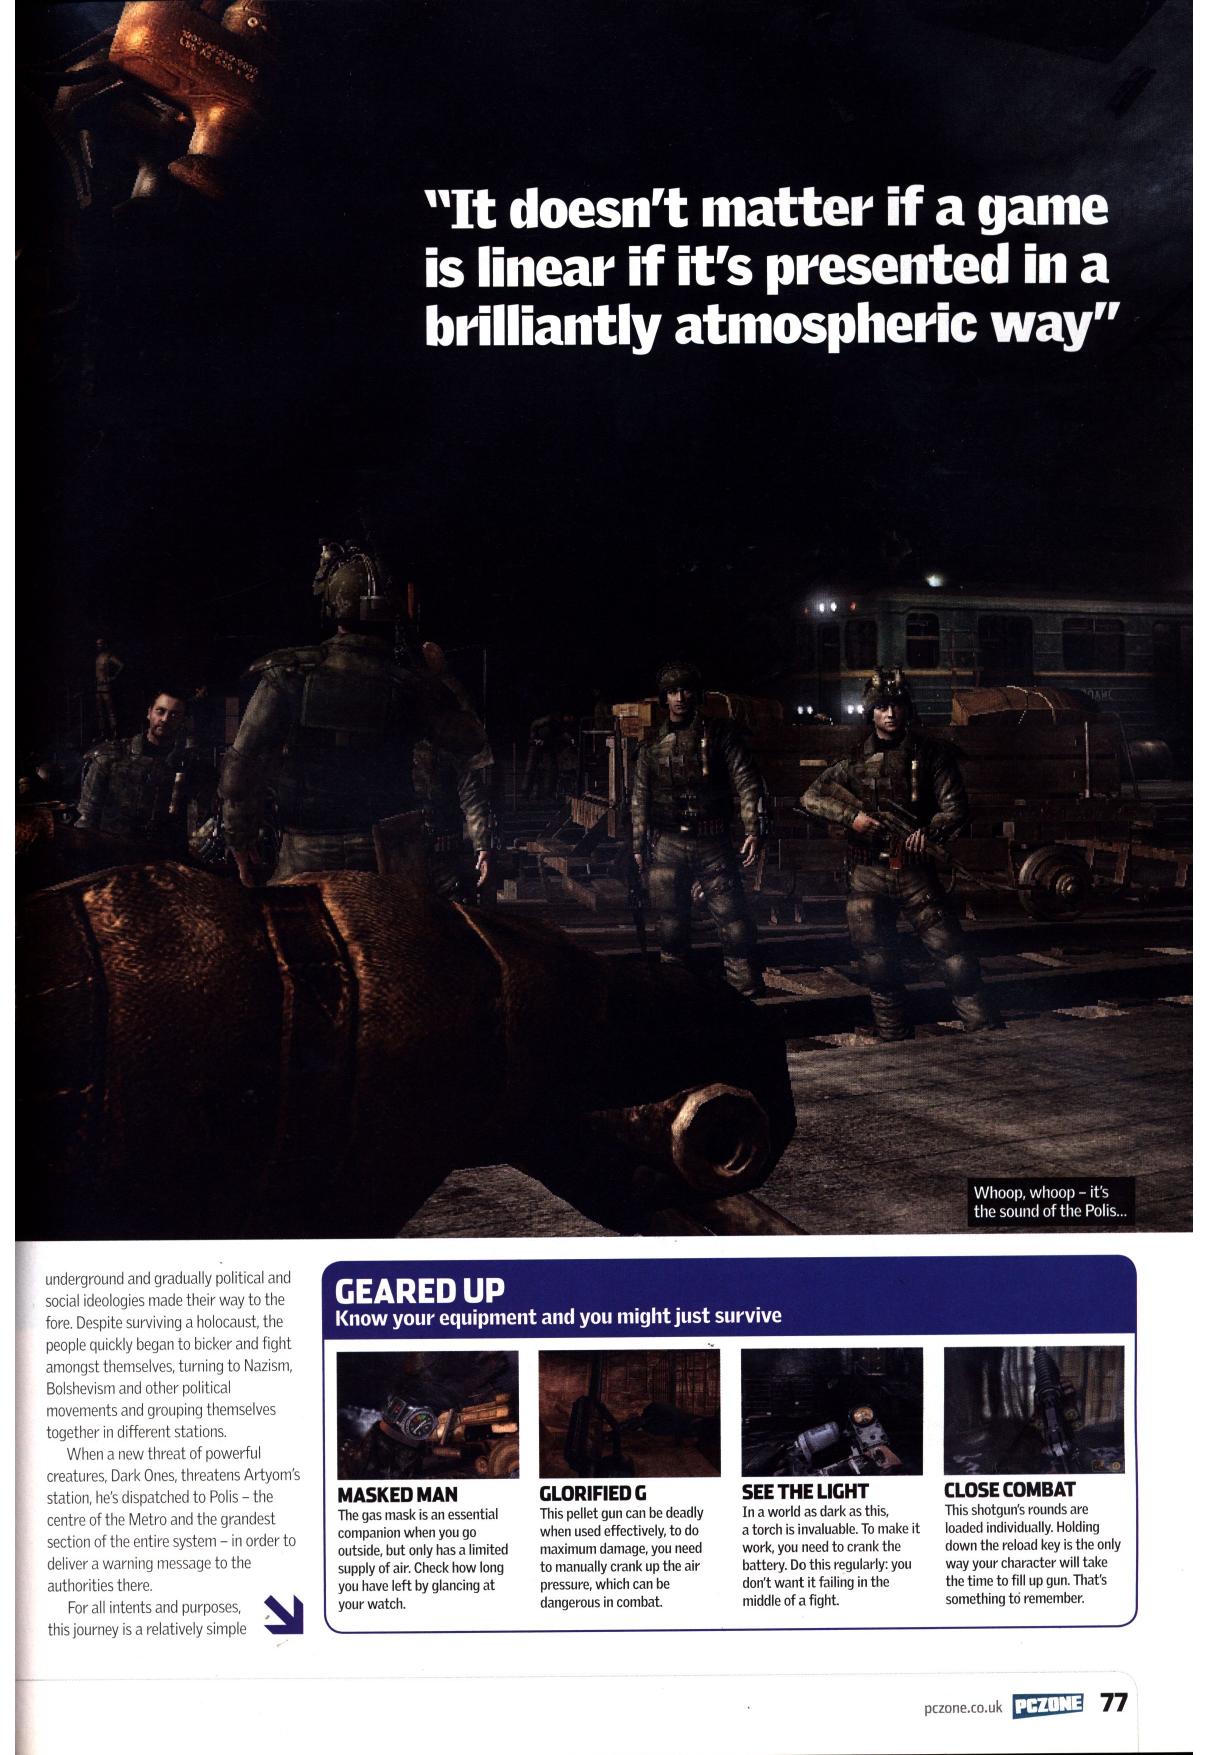 “It doesn’t matter if a game
is linear if it’s presented in a
brilliantly atmospheric way”
Whoop, whoop – it’s
the sound of the Polis...
underground and gradually political and
social ideologies made their way to the
fore. Despite surviving a holocaust, the
people quickly began to bicker and fight
amongst themselves, turning to Nazism,
Bolshevism and other political
movements and grouping themselves
together in different stations.
When a new threat of powerful
creatures, Dark Ones, threatens Artyom’s
station, he’s dispatched to Polis – the
centre of the Metro and the grandest
section of the entire system – in order to
deliver a warning message to the
authorities there.
For all intents and purposes,
this journey is a relatively simple
GEARED UP
Know your equipment and you might just survive
MASKED MAN
The gas mask is an essential
companion when you go
outside, but only has a limited
supply of air. Check how long
you have left by glancing at
your watch.
GLORIFIED G
This pellet gun can be deadly
when used effectively, to do
maximum damage, you need
to manually crank up the air
pressure, which can be
dangerous in combat.
SEE THE LIGHT
In a world as dark as this,
a torch is invaluable. To make it
work, you need to crank the
battery. Do this regularly: you
don’t want it failing in the
middle of a fight.
CLOSE COMBAT
This shotgun’s rounds are
loaded individually. Holding
down the reload key is the only
way your character will take
the time to fill up gun. That’s
something to remember.
pczone.co.uk PCZONE 77